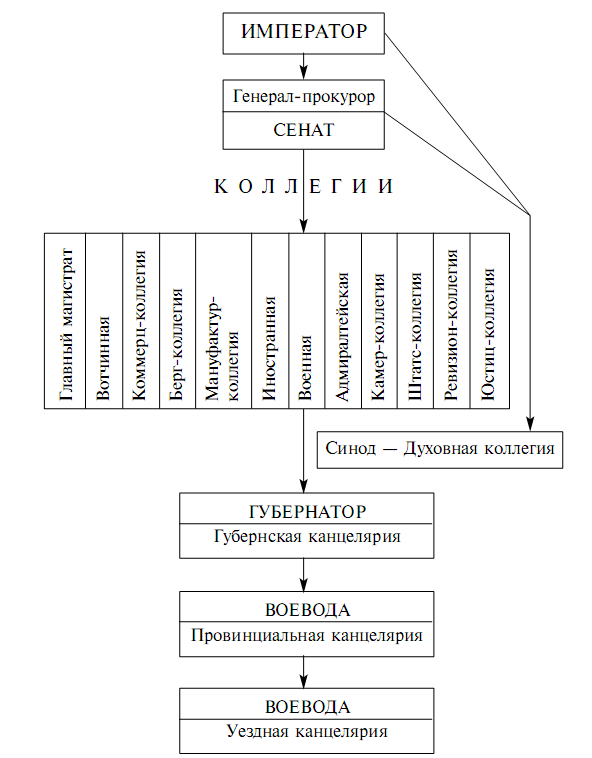 ИМПЕРАТОР
Генерал-прокурор
СЕНАТ
КОЛЛЕГИИ
Главный магистрат
Вотчинная
Коммерц-коллегия
Берг-коллегия
Мануфактур-
коллегия
Иностранная
Военная
Адмиралтейская
Камер-коллегия
Штатс-коллегия
Ревизион-коллегия
Юстиц-коллегия
Синод — Духовная коллегия
ГУБЕРНАТОР
Губернская канцелярия
ВОЕВОДА
Провинциальная канцелярия
ВОЕВОДА
Уездная канцелярия